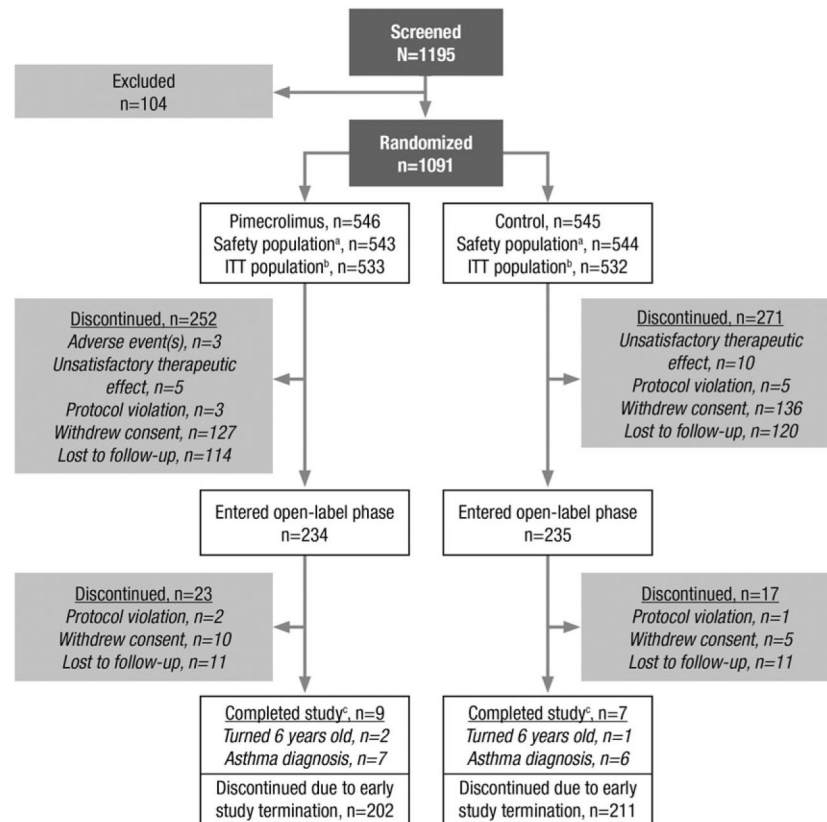 Screened
N=1195
Excluded
n=104
Randomized
n=1091
Pimecrolimus, n=546
Safety populationᵃ, n=543
ITT populationᵇ, n=533
Control, n=545
Safety populationᵃ, n=544
ITT populationᵇ, n=532
Discontinued, n=252
Adverse event(s), n=3
Unsatisfactory therapeutic
effect, n=5
Protocol violation, n=3
Withdrew consent, n=127
Lost to follow-up, n=114
Discontinued, n=271
Unsatisfactory therapeutic
effect, n=10
Protocol violation, n=5
Withdrew consent, n=136
Lost to follow-up, n=120
Entered open-label phase
n=234
Entered open-label phase
n=235
Discontinued, n=23
Protocol violation, n=2
Withdrew consent, n=10
Lost to follow-up, n=11
Discontinued, n=17
Protocol violation, n=1
Withdrew consent, n=5
Lost to follow-up, n=11
Completed studyᶜ, n=9
Turned 6 years old, n=2
Asthma diagnosis, n=7
Discontinued due to early
study termination, n=202
Completed studyᶜ, n=7
Turned 6 years old, n=1
Asthma diagnosis, n=6
Discontinued due to early
study termination, n=211